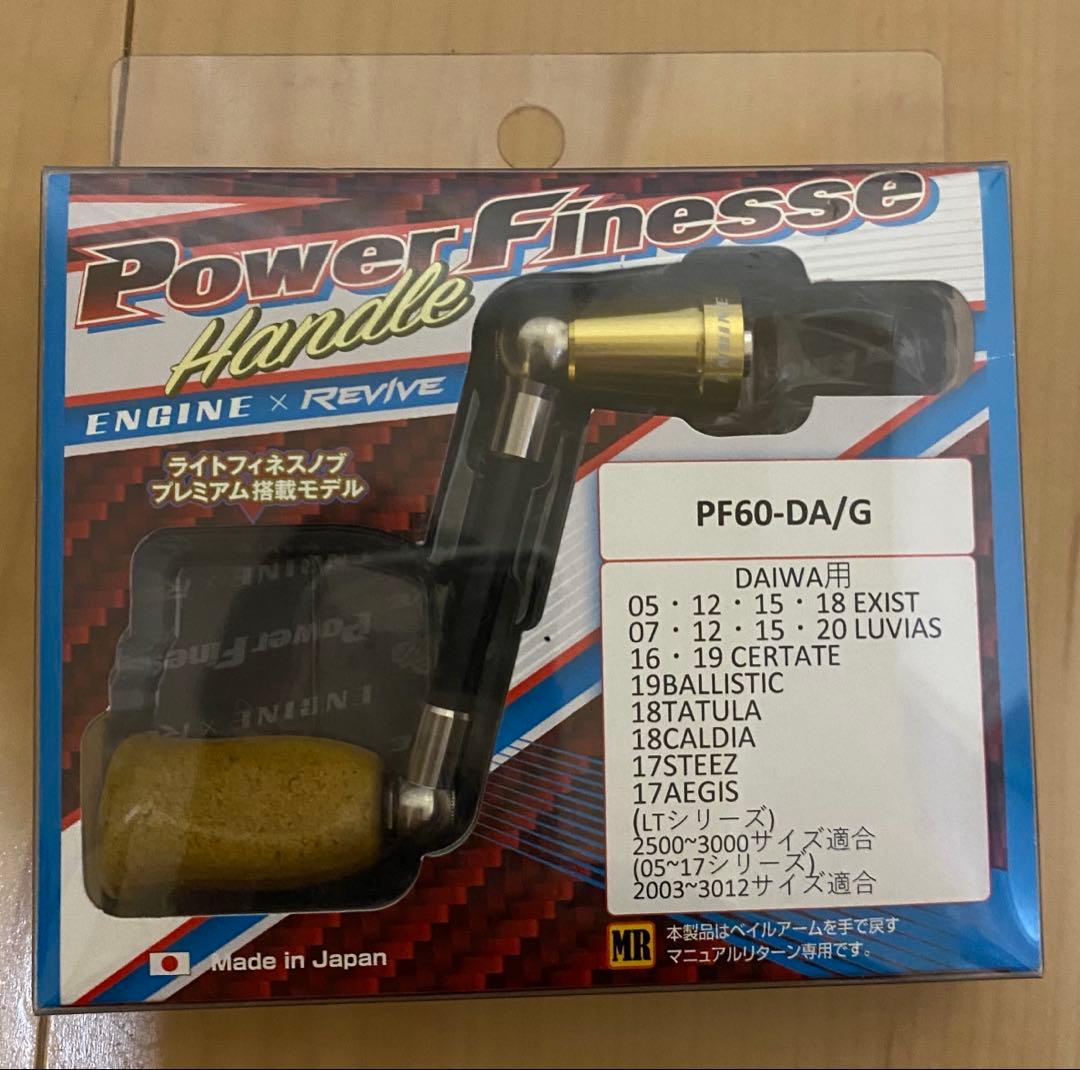 Power Finesse
Handle
ENGINE × REVIVE
ENGINE
ライトフィネスノブ
プレミアム搭載モデル
PF60-DA/G
DAIWA用
05・12・15・18 EXIST
07・12・15・20 LUVIAS
16・19 CERTATE
19BALLISTIC
18TATULA
18CALDIA
17STEEZ
17AEGIS
(LTシリーズ)
2500~3000サイズ適合
(05~17シリーズ)
2003~3012サイズ適合
MR
本製品はベイルアームを手で戻す
マニュアルリターン専用です。
Made in Japan